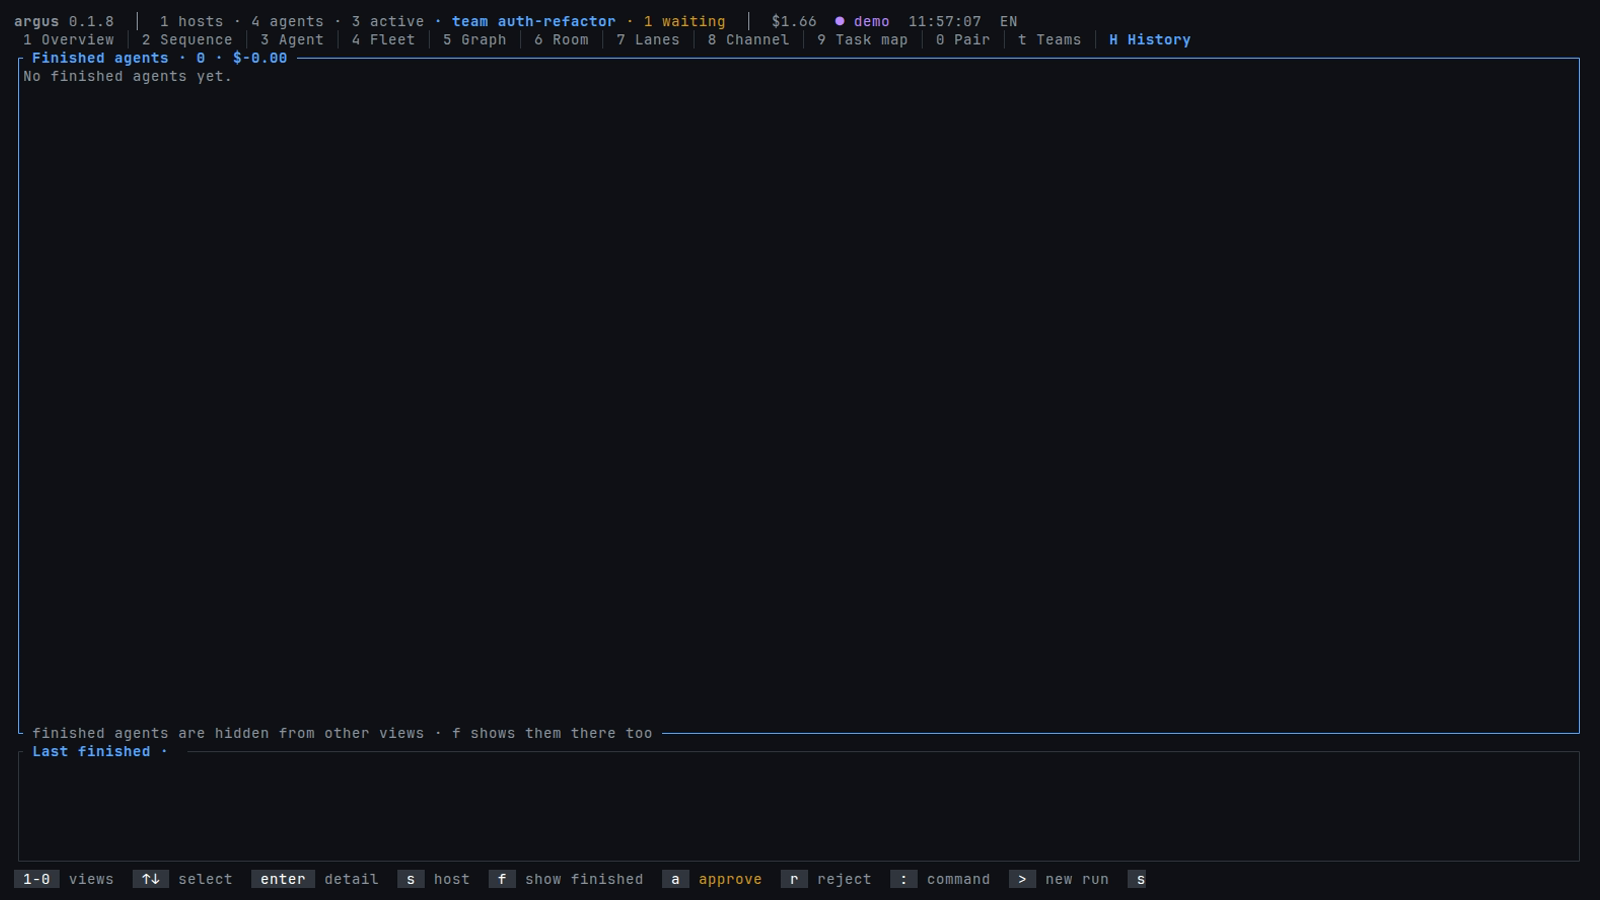 argus 0.1.8 │ 1 hosts · 4 agents · 3 active · team auth-refactor · 1 waiting │ $1.66 ● demo 11:57:07 EN
1 Overview │ 2 Sequence │ 3 Agent │ 4 Fleet │ 5 Graph │ 6 Room │ 7 Lanes │ 8 Channel │ 9 Task map │ 0 Pair │ t Teams │ H History
Finished agents · 0 · $-0.00
No finished agents yet.
finished agents are hidden from other views · f shows them there too
Last finished ·
1-0 views ↑↓ select enter detail s host f show finished a approve r reject : command > new run s